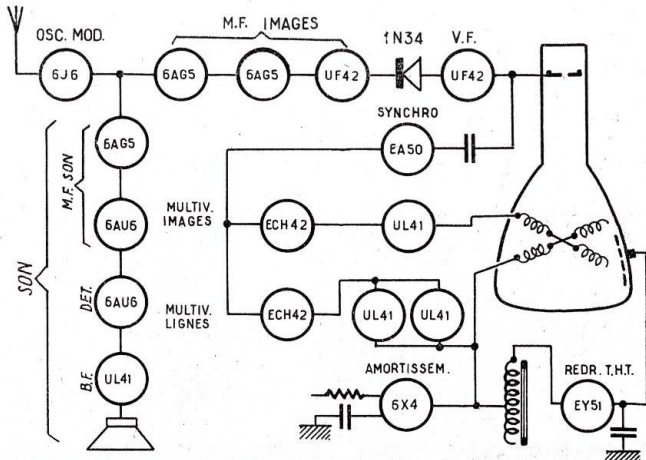 M.F. IMAGES
OSC. MOD.
1N34
V.F.
6J6
6AG5
6AG5
UF42
UF42
SYNCHRO
6AG5
EA50
M.F. SON
SON
6AU6
MULTIV. IMAGES
ECH42
UL41
DET.
6AU6
MULTIV. LIGNES
ECH42
UL41
UL41
B.F.
UL41
AMORTISSEM.
6X4
REDR. T.H.T.
EY51